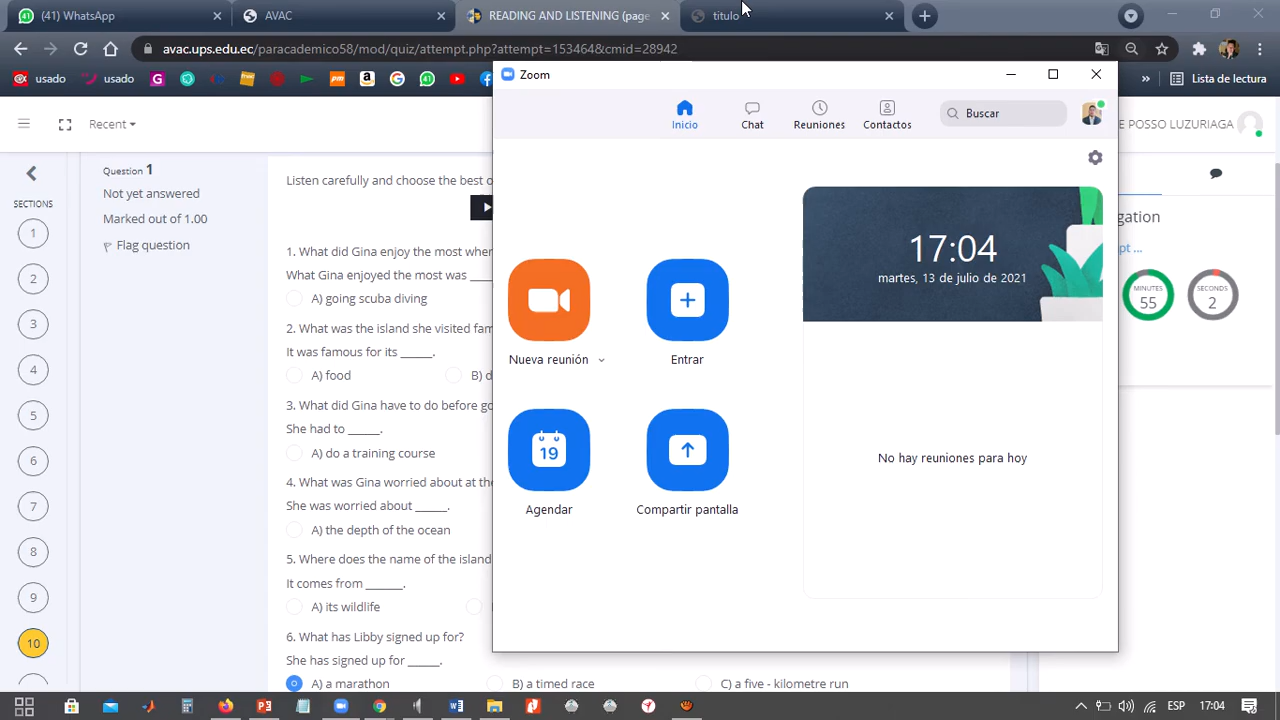 (41) WhatsApp
AVAC
READING AND LISTENING (page
titulo
avac.ups.edu.ec/paracademico58/mod/quiz/attempt.php?attempt=153464&cmid=28942
usado
usado
Lista de lectura
Recent
E POSSO LUZURIAGA
SECTIONS
1
2
3
4
5
6
7
8
9
10
Question 1
Not yet answered
Marked out of 1.00
Flag question
Listen carefully and choose the best o
1. What did Gina enjoy the most wher
What Gina enjoyed the most was ____
A) going scuba diving
2. What was the island she visited fam
It was famous for its ______.
A) food
B) d
3. What did Gina have to do before go
She had to ______.
A) do a training course
4. What was Gina worried about at the
She was worried about ______.
A) the depth of the ocean
5. Where does the name of the island
It comes from _______.
A) its wildlife
6. What has Libby signed up for?
She has signed up for ______.
A) a marathon
B) a timed race
C) a five - kilometre run
Zoom
Inicio
Chat
Reuniones
Contactos
Buscar
Nueva reunión
Entrar
19
Agendar
Compartir pantalla
17:04
martes, 13 de julio de 2021
No hay reuniones para hoy
gation
pt ...
MINUTES
55
SECONDS
2
ESP
17:04